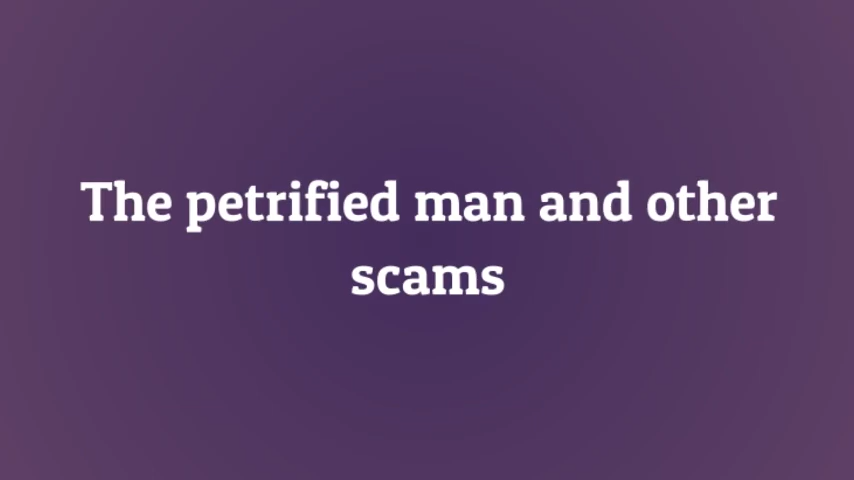 The petrified man and other
scams